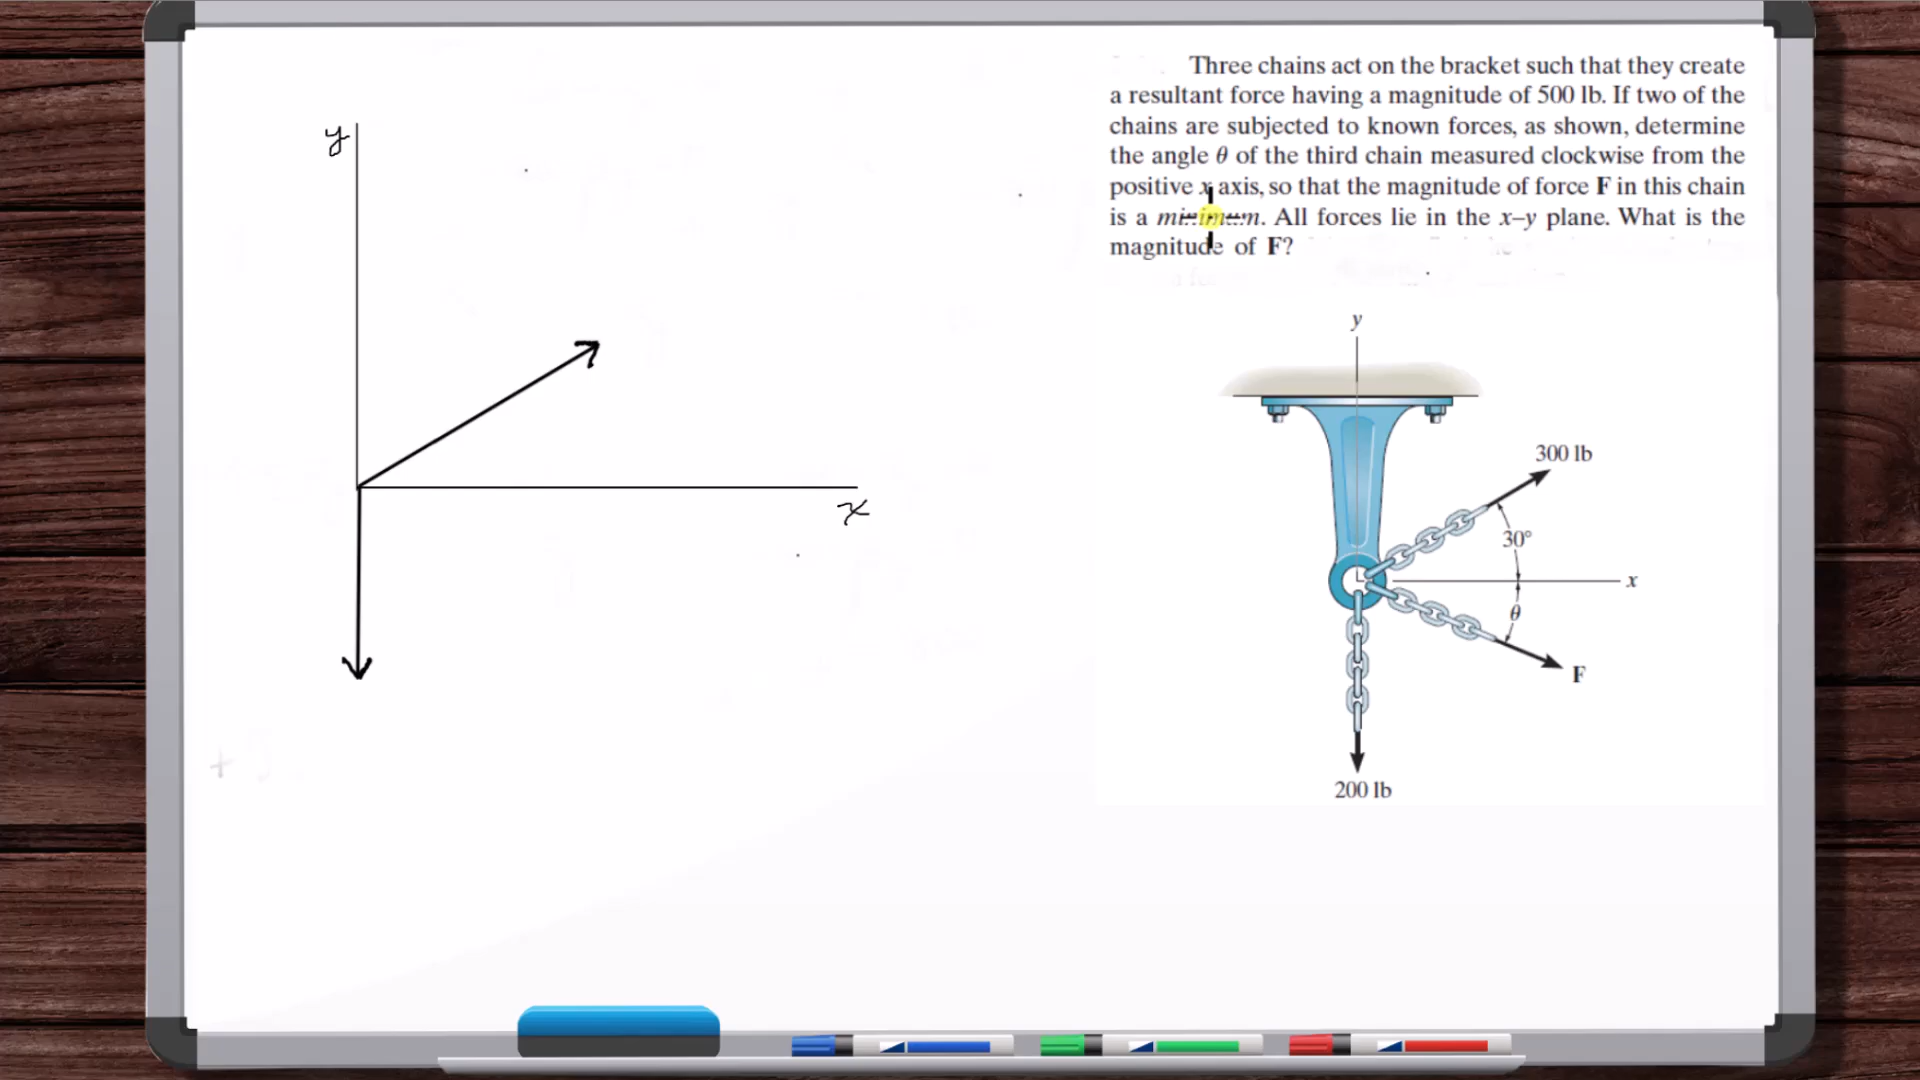 Three chains act on the bracket such that they create
a resultant force having a magnitude of 500 lb. If two of the
chains are subjected to known forces, as shown, determine
the angle θ of the third chain measured clockwise from the
positive x axis, so that the magnitude of force F in this chain
is a minimum. All forces lie in the x–y plane. What is the
magnitude of F?
y
x
y
300 lb
30°
x
θ
F
200 lb